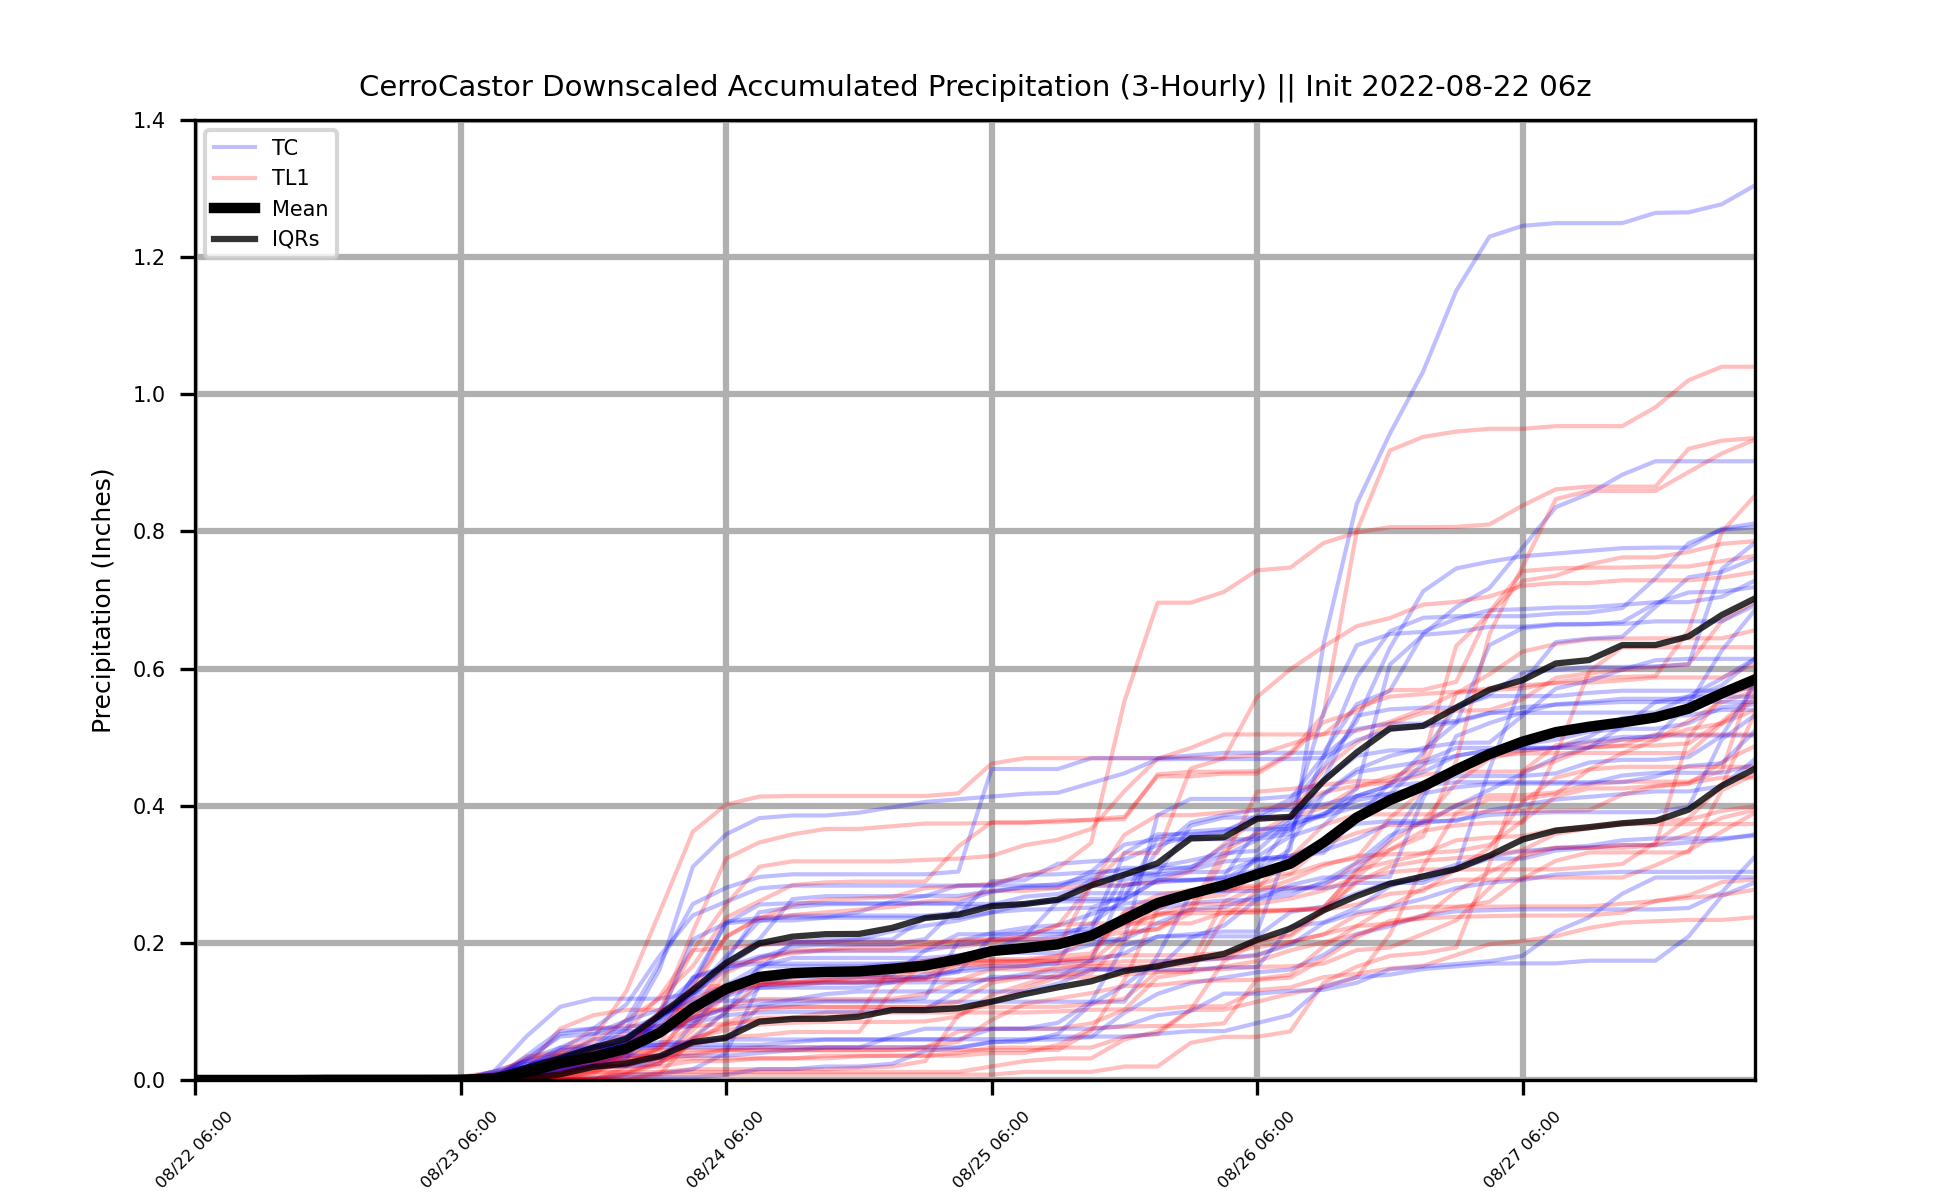 CerroCastor Downscaled Accumulated Precipitation (3-Hourly) || Init 2022-08-22 06z
TC
TL1
Mean
IQRs
Precipitation (Inches)
1.4
1.2
1.0
0.8
0.6
0.4
0.2
0.0
08/22 06:00
08/23 06:00
08/24 06:00
08/25 06:00
08/26 06:00
08/27 06:00